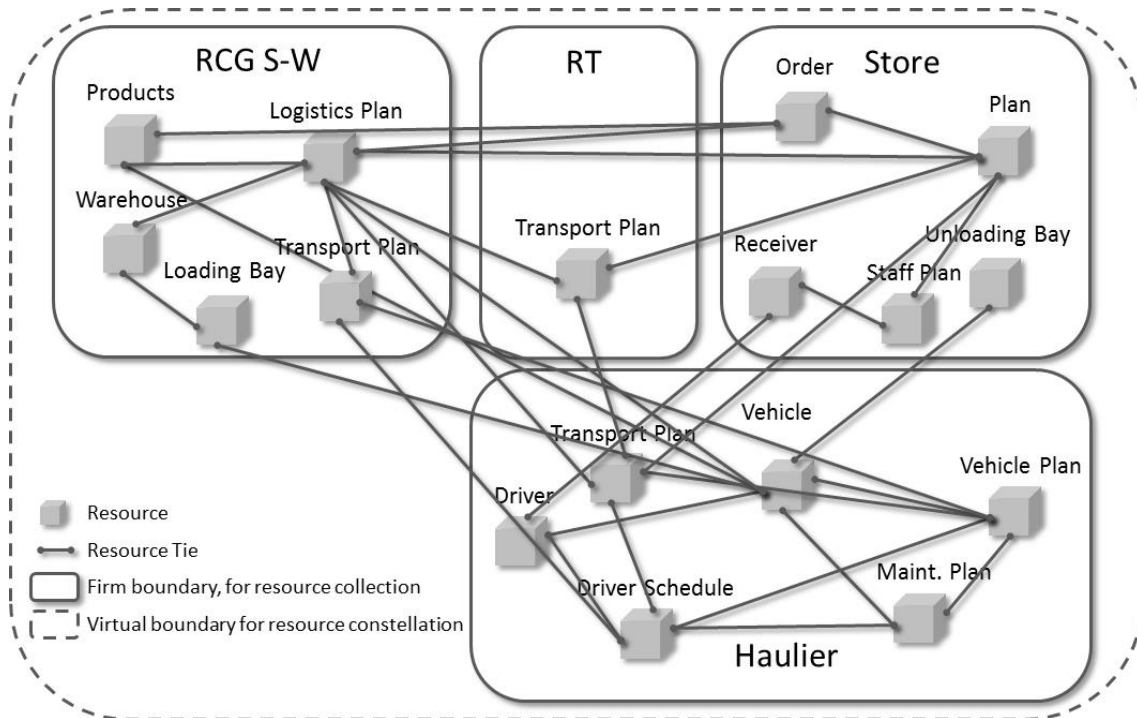 RCG S-W
RT
Store
Order
Products
Logistics Plan
Plan
Warehouse
Transport Plan
Loading Bay
Transport Plan
Receiver
Unloading Bay
Staff Plan
Vehicle
Transport Plan
Vehicle Plan
Driver
Maint. Plan
Driver Schedule
Haulier
Resource
Resource Tie
Firm boundary, for resource collection
Virtual boundary for resource constellation